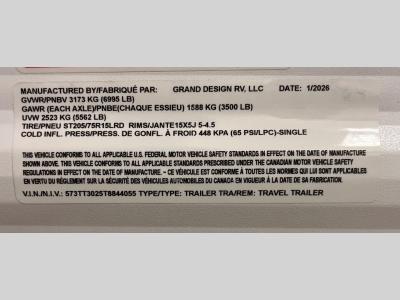 MANUFACTURED BY/FABRIQUÉ PAR: GRAND DESIGN RV, LLC DATE: 1/2026
GVWR/PNBV 3173 KG (6995 LB)
GAWR (EACH AXLE)/PNBE(CHAQUE ESSIEU) 1588 KG (3500 LB)
UVW 2523 KG (5562 LB)
TIRE/PNEU ST205/75R15LRD RIMS/JANTE15X5J 5-4.5
COLD INFL. PRESS/PRESS. DE GONFL. À FROID 448 KPA (65 PSI/LPC)-SINGLE
THIS VEHICLE CONFORMS TO ALL APPLICABLE U.S. FEDERAL MOTOR VEHICLE STANDARDS IN EFFECT ON THE DATE OF MANUFACTURE
SHOWN ABOVE. THIS VEHICLE CONFORMS TO ALL APPLICABLE STANDARDS PRESCRIBED UNDER THE CANADIAN MOTOR VEHICLE SAFETY
REGULATIONS IN EFFECT ON THE DATE OF MANUFACTURE. - CE VÉHICULE EST CONFORME À TOUTES LES NORMES QUI LUI SONT APPLICABLES
EN VERTU DU RÈGLEMENT SUR LA SÉCURITÉ DES VÉHICULES AUTOMOBILES DU CANADA EN VIGUEUR À LA DATE DE SA FABRICATION.
V.I.N./N.I.V.: 573TT3025T8844055 TYPE/TYPE: TRAILER TRA/REM: TRAVEL TRAILER